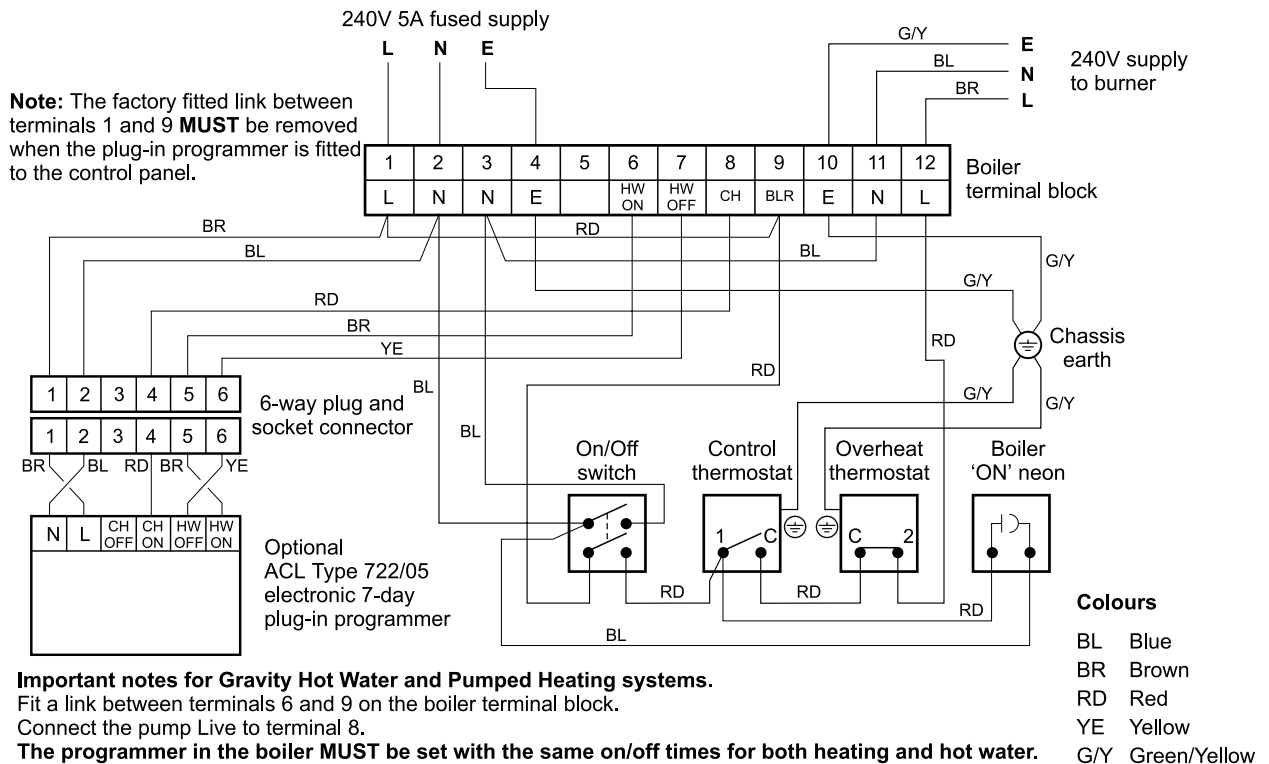 240V 5A fused supply
L N E
G/Y E
BL N
BR L
240V supply
to burner
Note: The factory fitted link between
terminals 1 and 9 MUST be removed
when the plug-in programmer is fitted
to the control panel.
1 2 3 4 5 6 7 8 9 10 11 12
L N N E HW ON HW OFF CH BLR E N L
Boiler
terminal block
BR RD
BL BL
G/Y
G/Y
RD
BR
YE
RD
Chassis
earth
RD
BL
G/Y
G/Y
1 2 3 4 5 6
6-way plug and
socket connector
1 2 3 4 5 6
BL
BR BL RD BR YE
On/Off
switch
Control
thermostat
Overheat
thermostat
Boiler
‘ON’ neon
N L CH OFF CH ON HW OFF HW ON
1 C C 2
Optional
ACL Type 722/05
electronic 7-day
plug-in programmer
RD RD RD
BL
Colours
BL Blue
BR Brown
RD Red
YE Yellow
G/Y Green/Yellow
Important notes for Gravity Hot Water and Pumped Heating systems.
Fit a link between terminals 6 and 9 on the boiler terminal block.
Connect the pump Live to terminal 8.
The programmer in the boiler MUST be set with the same on/off times for both heating and hot water.